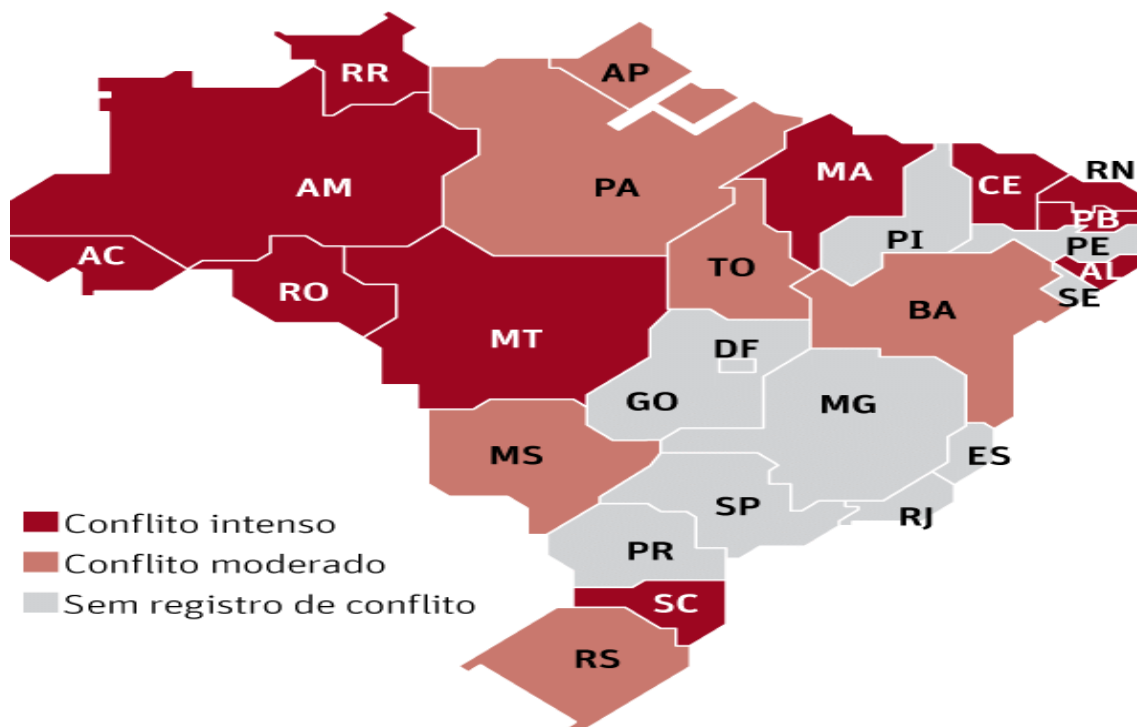 RR
AP
AM
PA
MA
CE
RN
PB
PI
PE
AC
AL
RO
TO
SE
BA
MT
DF
GO
MG
MS
ES
SP
RJ
PR
SC
RS
Conflito intenso
Conflito moderado
Sem registro de conflito